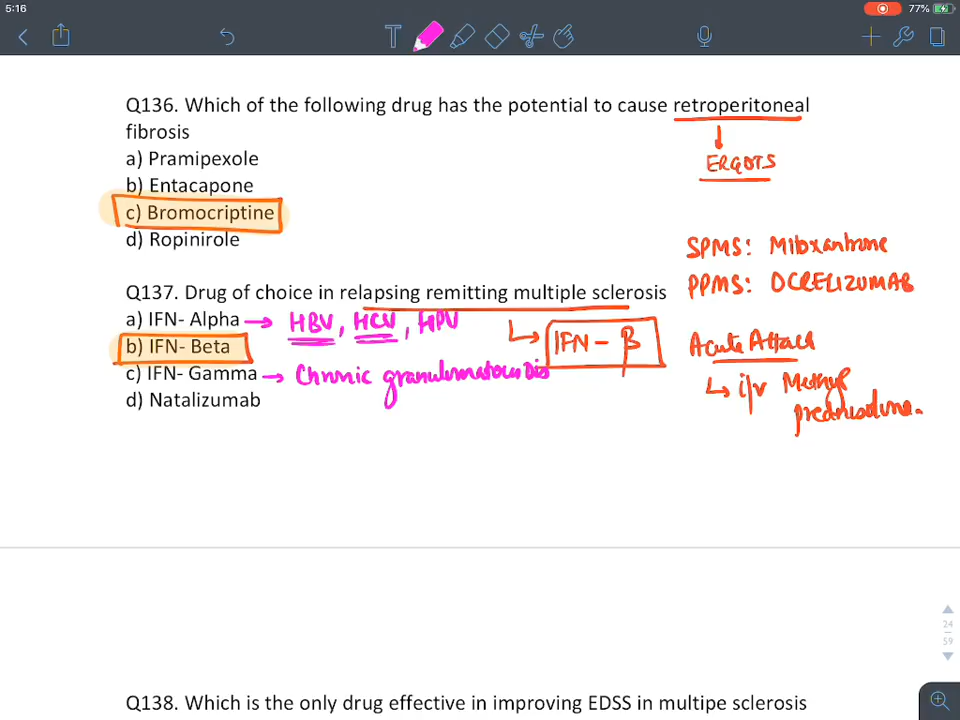 5:16
77%
T
Q136. Which of the following drug has the potential to cause retroperitoneal
fibrosis
a) Pramipexole
b) Entacapone
c) Bromocriptine
d) Ropinirole
ERGOTS
SPMS: Mitoxantrone
PPMS: OCRELIZUMAB
Q137. Drug of choice in relapsing remitting multiple sclerosis
a) IFN- Alpha → HBV, HCV, HPV
b) IFN- Beta
IFN - β
c) IFN- Gamma → Chronic granulomatous dis
d) Natalizumab
Acute Attack
i/v Methyl
prednisolone.
24
59
Q138. Which is the only drug effective in improving EDSS in multipe sclerosis